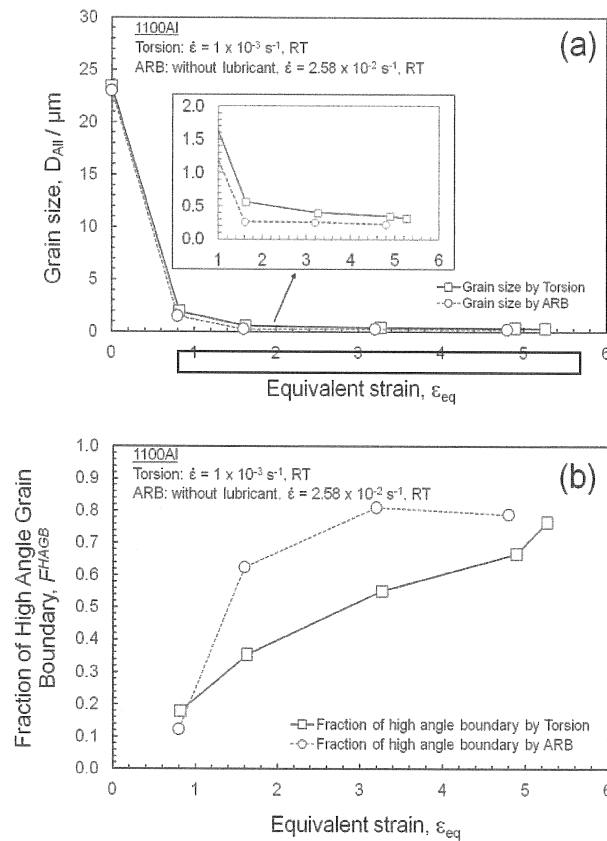 1100Al
Torsion: ε̇ = 1 x 10⁻³ s⁻¹, RT
ARB: without lubricant, ε̇ = 2.58 x 10⁻² s⁻¹, RT
(a)
30
25
20
15
10
5
0
Grain size, D_All / μm
2.0
1.5
1.0
0.5
0.0
1 2 3 4 5 6
Grain size by Torsion
Grain size by ARB
0 1 2 3 4 5 6
Equivalent strain, ε_eq
1100Al
Torsion: ε̇ = 1 x 10⁻³ s⁻¹, RT
ARB: without lubricant, ε̇ = 2.58 x 10⁻² s⁻¹, RT
(b)
1.0
0.9
0.8
0.7
0.6
0.5
0.4
0.3
0.2
0.1
0.0
Fraction of High Angle Grain
Boundary, F^HAGB
Fraction of high angle boundary by Torsion
Fraction of high angle boundary by ARB
0 1 2 3 4 5 6
Equivalent strain, ε_eq